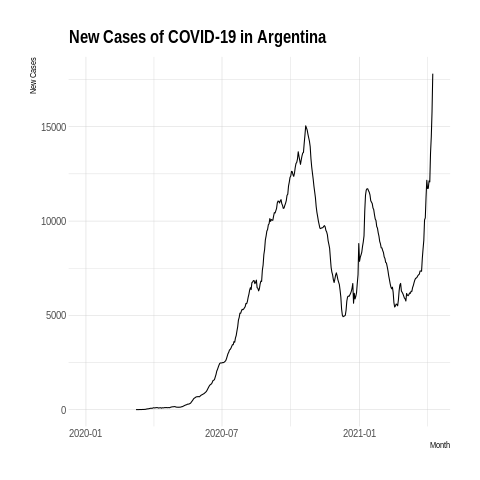 New Cases of COVID-19 in Argentina
New Cases
15000
10000
5000
0
2020-01
2020-07
2021-01
Month